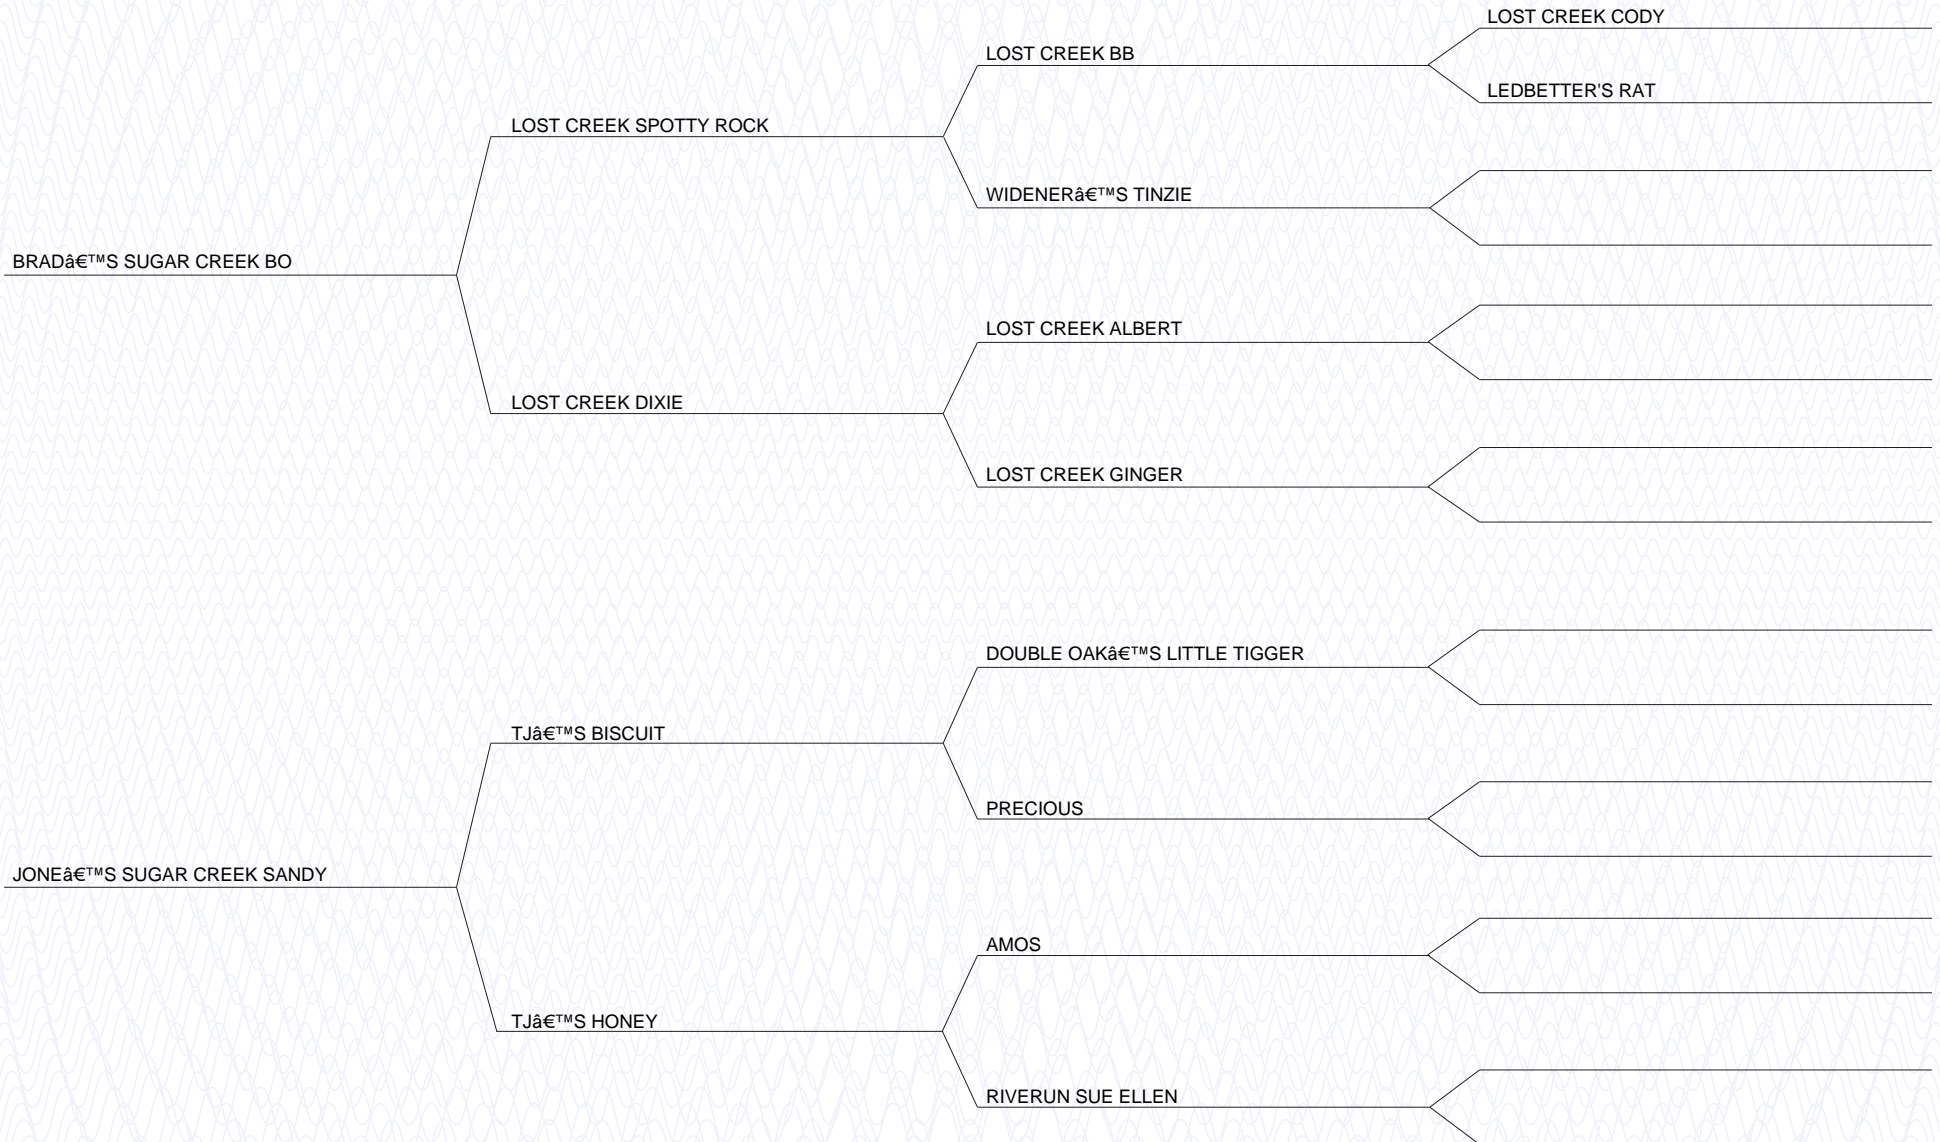 LOST CREEK CODY
LOST CREEK BB
LEDBETTER'S RAT
LOST CREEK SPOTTY ROCK
WIDENERâ€™S TINZIE
BRADâ€™S SUGAR CREEK BO
LOST CREEK ALBERT
LOST CREEK DIXIE
LOST CREEK GINGER
DOUBLE OAKâ€™S LITTLE TIGGER
TJâ€™S BISCUIT
PRECIOUS
JONEâ€™S SUGAR CREEK SANDY
AMOS
TJâ€™S HONEY
RIVERUN SUE ELLEN